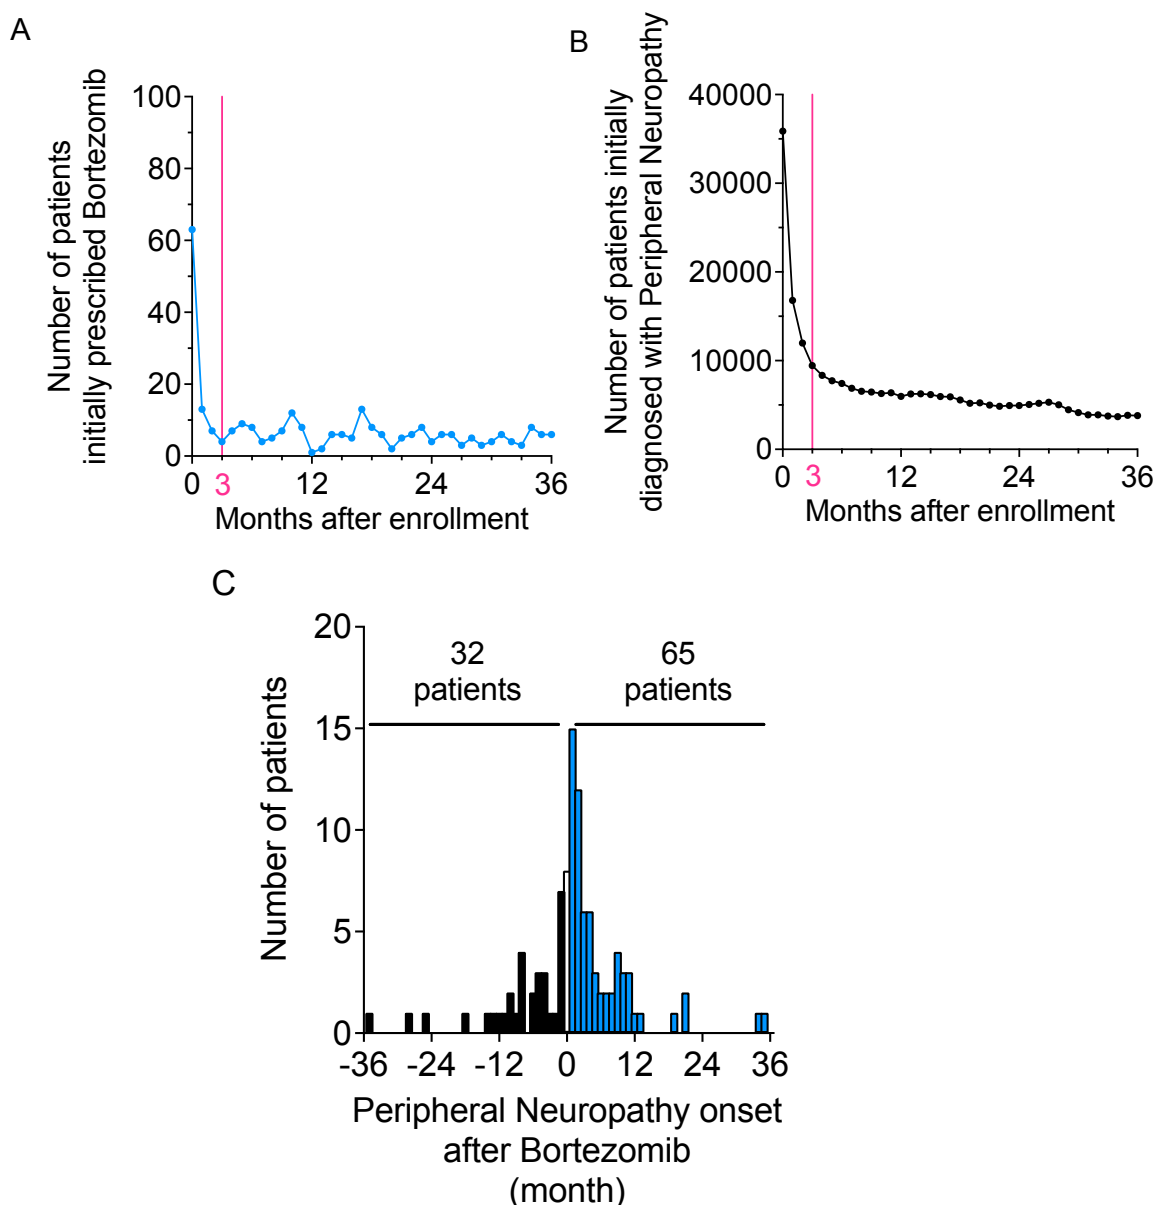 A
Number of patients
initially prescribed Bortezomib
100
80
60
40
20
0
0
3
12
24
36
Months after enrollment
B
Number of patients initially
diagnosed with Peripheral Neuropathy
40000
30000
20000
10000
0
0
3
12
24
36
Months after enrollment
C
Number of patients
20
15
10
5
0
32
patients
65
patients
-36
-24
-12
0
12
24
36
Peripheral Neuropathy onset
after Bortezomib
(month)